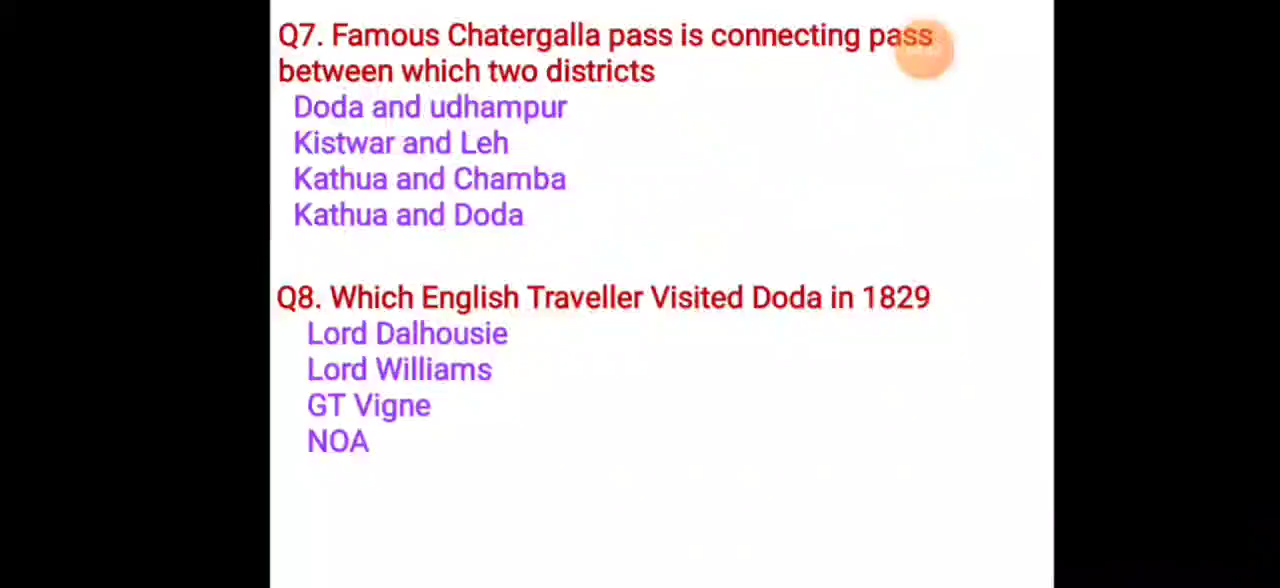 Q7. Famous Chatergalla pass is connecting pass
between which two districts
Doda and udhampur
Kistwar and Leh
Kathua and Chamba
Kathua and Doda
Q8. Which English Traveller Visited Doda in 1829
Lord Dalhousie
Lord Williams
GT Vigne
NOA